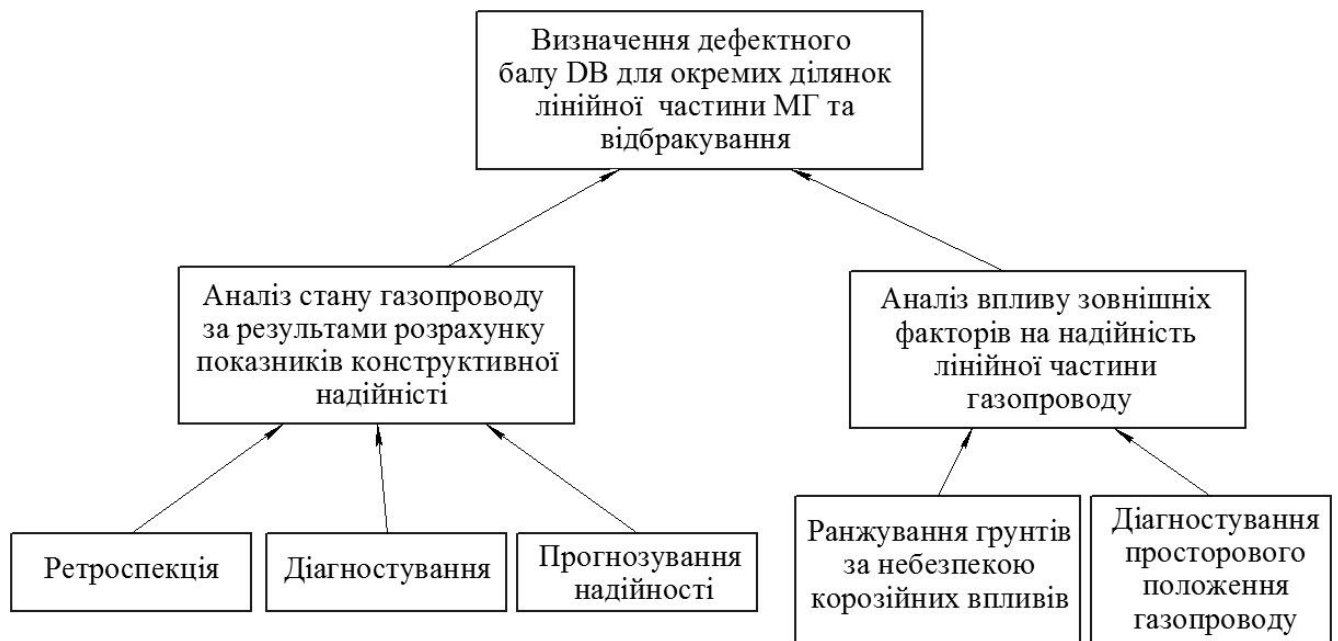 Визначення дефектного
балу DB для окремих ділянок
лінійної частини МГ та
відбракування
Аналіз стану газопроводу
за результами розрахунку
показників конструктивної
надійністі
Аналіз впливу зовнішніх
факторів на надійність
лінійної частини
газопроводу
Ретроспекція
Діагностування
Прогнозування
надійності
Ранжування грунтів
за небезпекою
корозійних впливів
Діагностування
просторового
положення
газопроводу